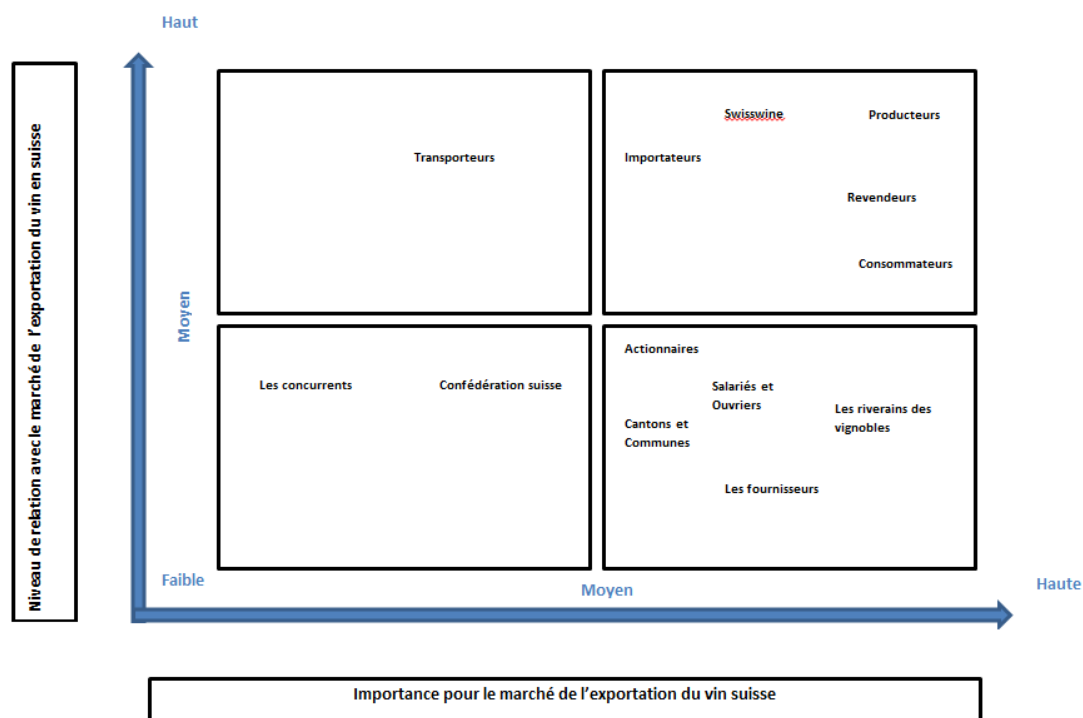 Haut
Niveau de relation avec le marché de l'exportation du vin en suisse
Moyen
Swisswine
Producteurs
Transporteurs
Importateurs
Revendeurs
Consommateurs
Actionnaires
Les concurrents
Confédération suisse
Salariés et
Ouvriers
Les riverains des
vignobles
Cantons et
Communes
Les fournisseurs
Faible
Moyen
Haute
Importance pour le marché de l'exportation du vin suisse